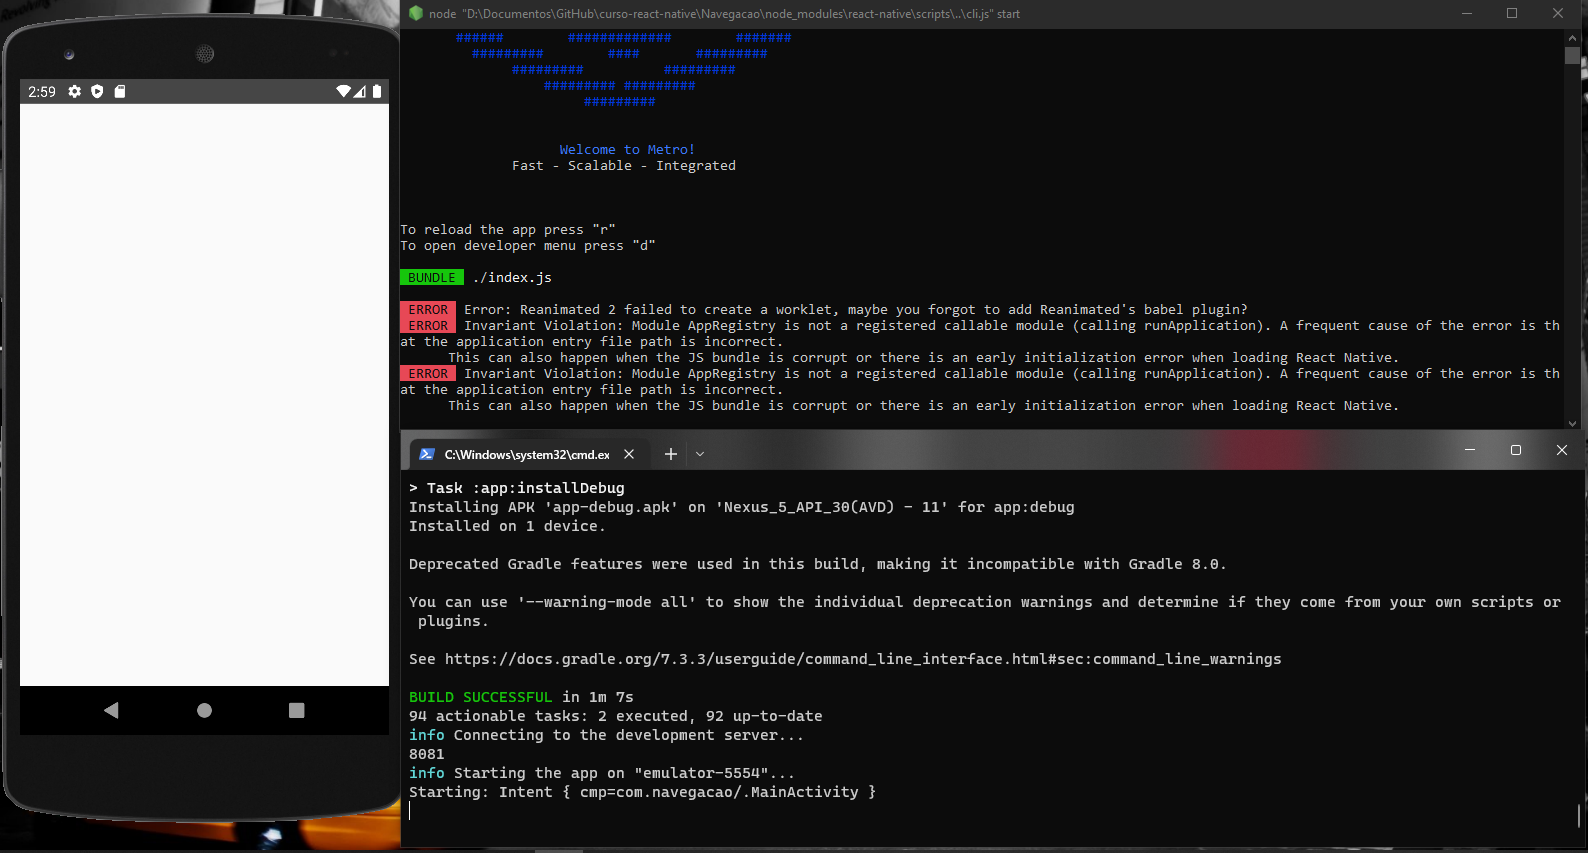 2:59
node "D:\Documentos\GitHub\curso-react-native\Navegacao\node_modules\react-native\scripts\..\cli.js" start
###### ############# #######
######### #### #########
######### #########
######### #########
#########
Welcome to Metro!
Fast - Scalable - Integrated
To reload the app press "r"
To open developer menu press "d"
BUNDLE ./index.js
ERROR Error: Reanimated 2 failed to create a worklet, maybe you forgot to add Reanimated's babel plugin?
ERROR Invariant Violation: Module AppRegistry is not a registered callable module (calling runApplication). A frequent cause of the error is th
at the application entry file path is incorrect.
This can also happen when the JS bundle is corrupt or there is an early initialization error when loading React Native.
ERROR Invariant Violation: Module AppRegistry is not a registered callable module (calling runApplication). A frequent cause of the error is th
at the application entry file path is incorrect.
This can also happen when the JS bundle is corrupt or there is an early initialization error when loading React Native.
C:\Windows\system32\cmd.ex
> Task :app:installDebug
Installing APK 'app-debug.apk' on 'Nexus_5_API_30(AVD) - 11' for app:debug
Installed on 1 device.
Deprecated Gradle features were used in this build, making it incompatible with Gradle 8.0.
You can use '--warning-mode all' to show the individual deprecation warnings and determine if they come from your own scripts or
plugins.
See https://docs.gradle.org/7.3.3/userguide/command_line_interface.html#sec:command_line_warnings
BUILD SUCCESSFUL in 1m 7s
94 actionable tasks: 2 executed, 92 up-to-date
info Connecting to the development server...
8081
info Starting the app on "emulator-5554"...
Starting: Intent { cmp=com.navegacao/.MainActivity }